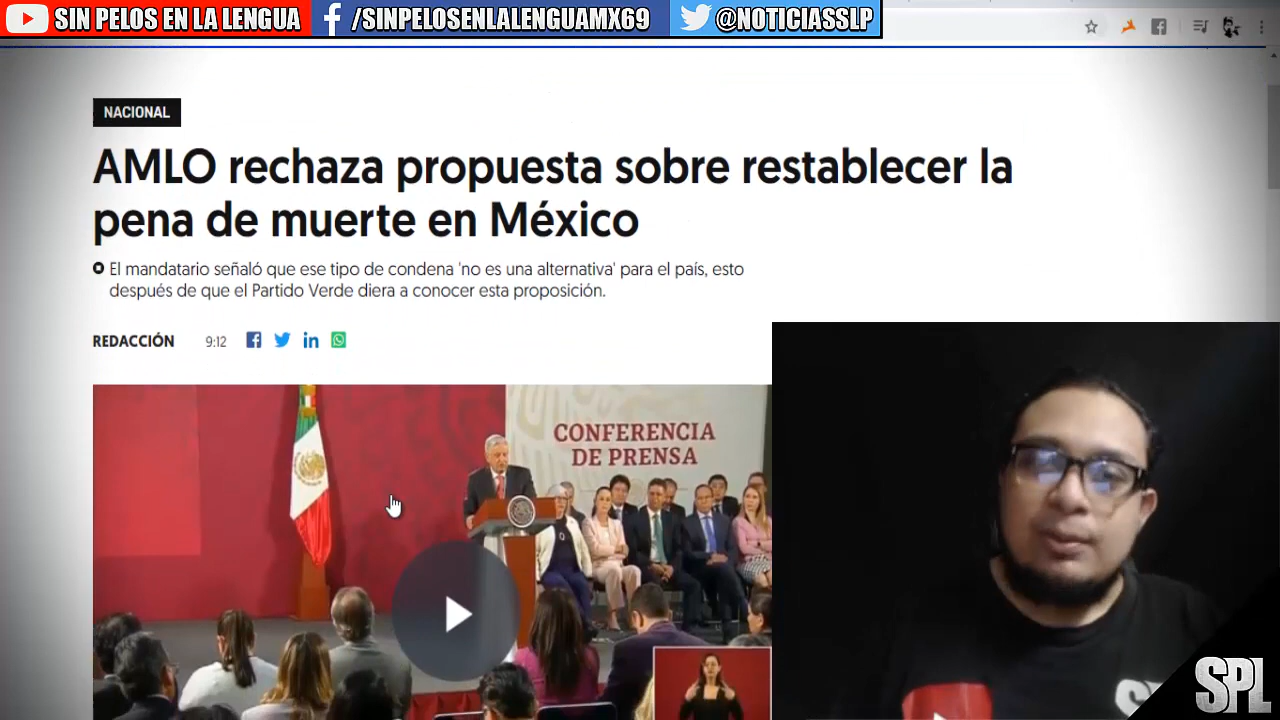 SIN PELOS EN LA LENGUA
/SINPELOSENLALENGUAMX69
@NOTICIASSLP
NACIONAL
AMLO rechaza propuesta sobre restablecer la
pena de muerte en México
El mandatario señaló que ese tipo de condena 'no es una alternativa' para el país, esto
después de que el Partido Verde diera a conocer esta proposición.
REDACCIÓN 9:12
CONFERENCIA
DE PRENSA
SPL